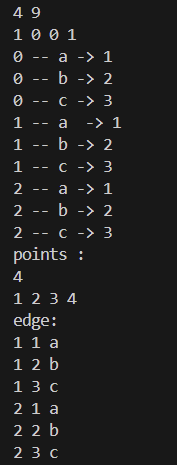 4 9
1 0 0 1
0 -- a -> 1
0 -- b -> 2
0 -- c -> 3
1 -- a  -> 1
1 -- b -> 2
1 -- c -> 3
2 -- a -> 1
2 -- b -> 2
2 -- c -> 3
points :
4
1 2 3 4
edge:
1 1 a
1 2 b
1 3 c
2 1 a
2 2 b
2 3 c